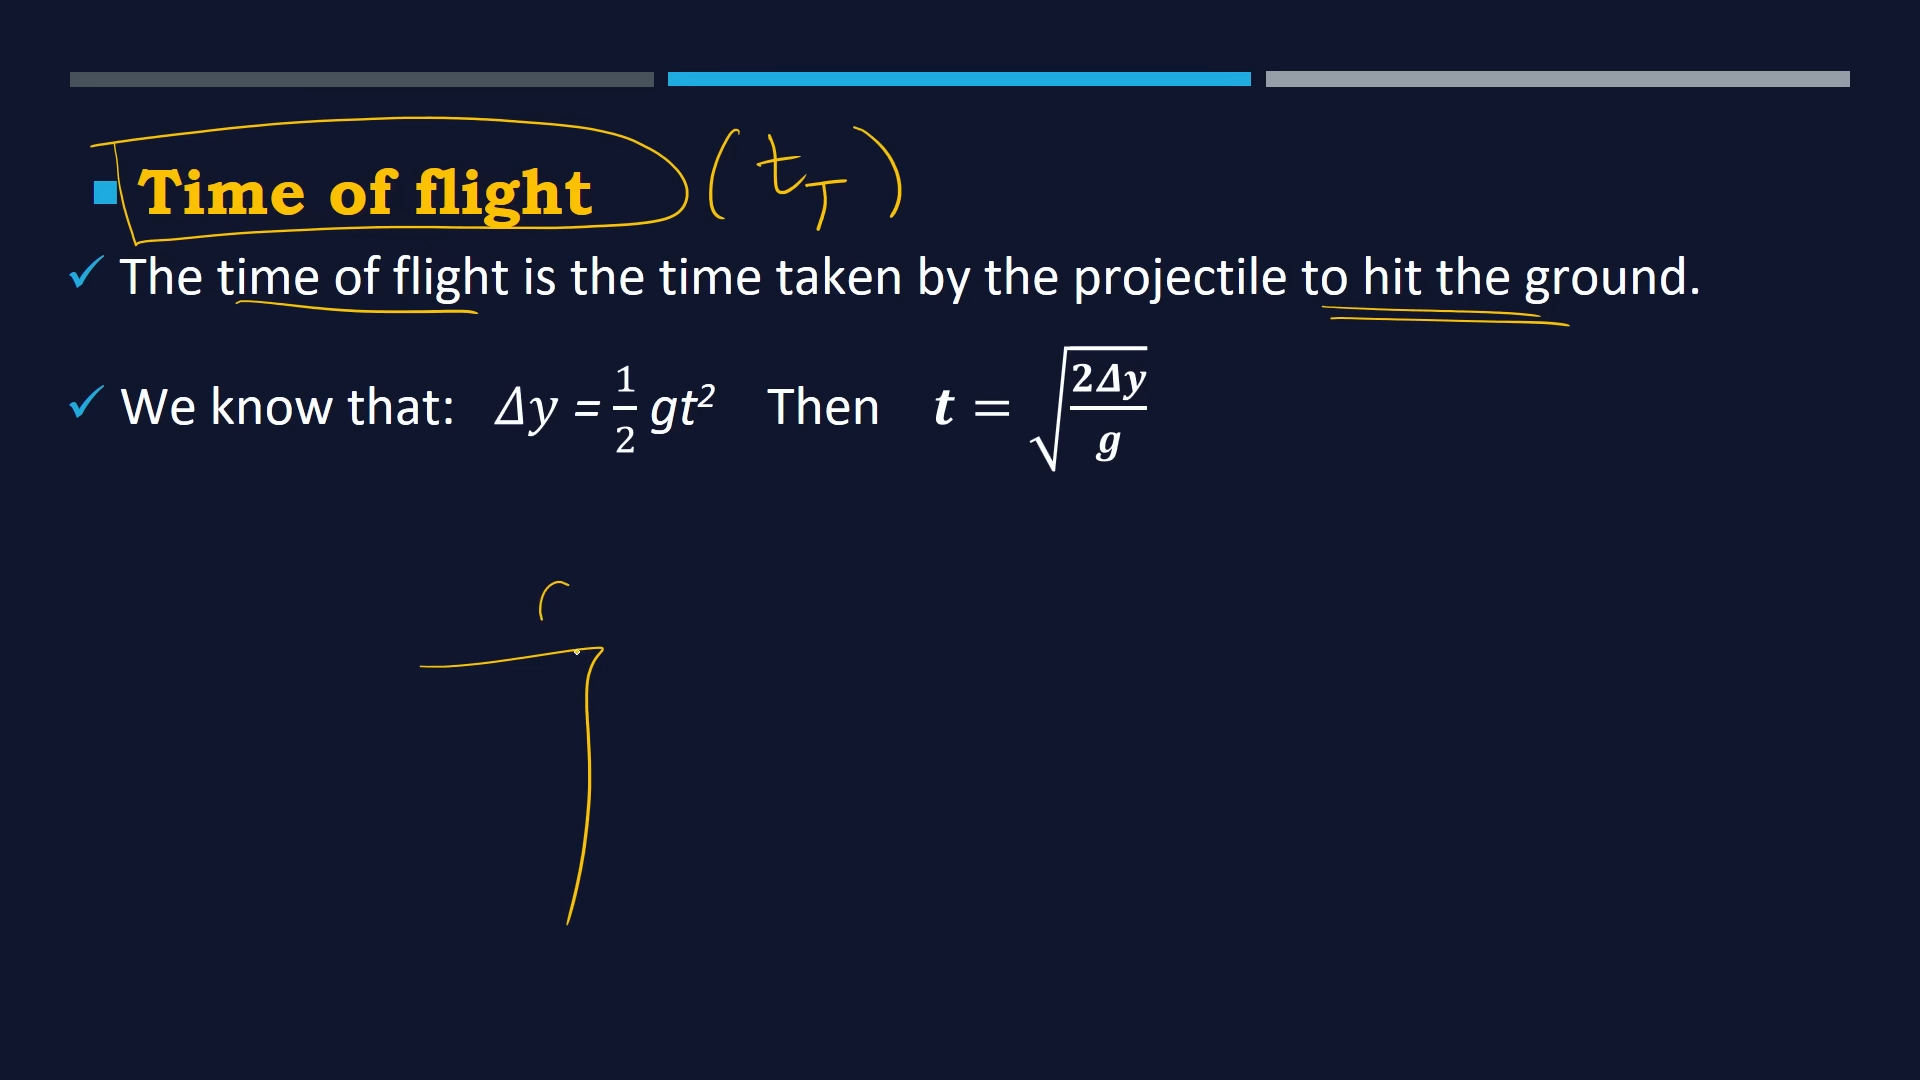 Time of flight (t_T)
The time of flight is the time taken by the projectile to hit the ground.
We know that: Δy = 1/2 gt² Then t = √(2Δy/g)